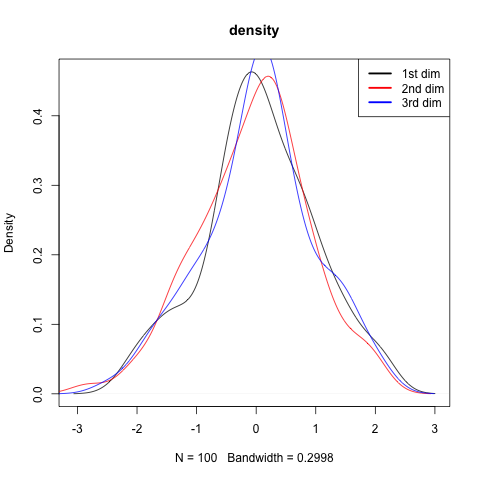 density
1st dim
2nd dim
3rd dim
Density
0.0
0.1
0.2
0.3
0.4
-3 -2 -1 0 1 2 3
N = 100 Bandwidth = 0.2998